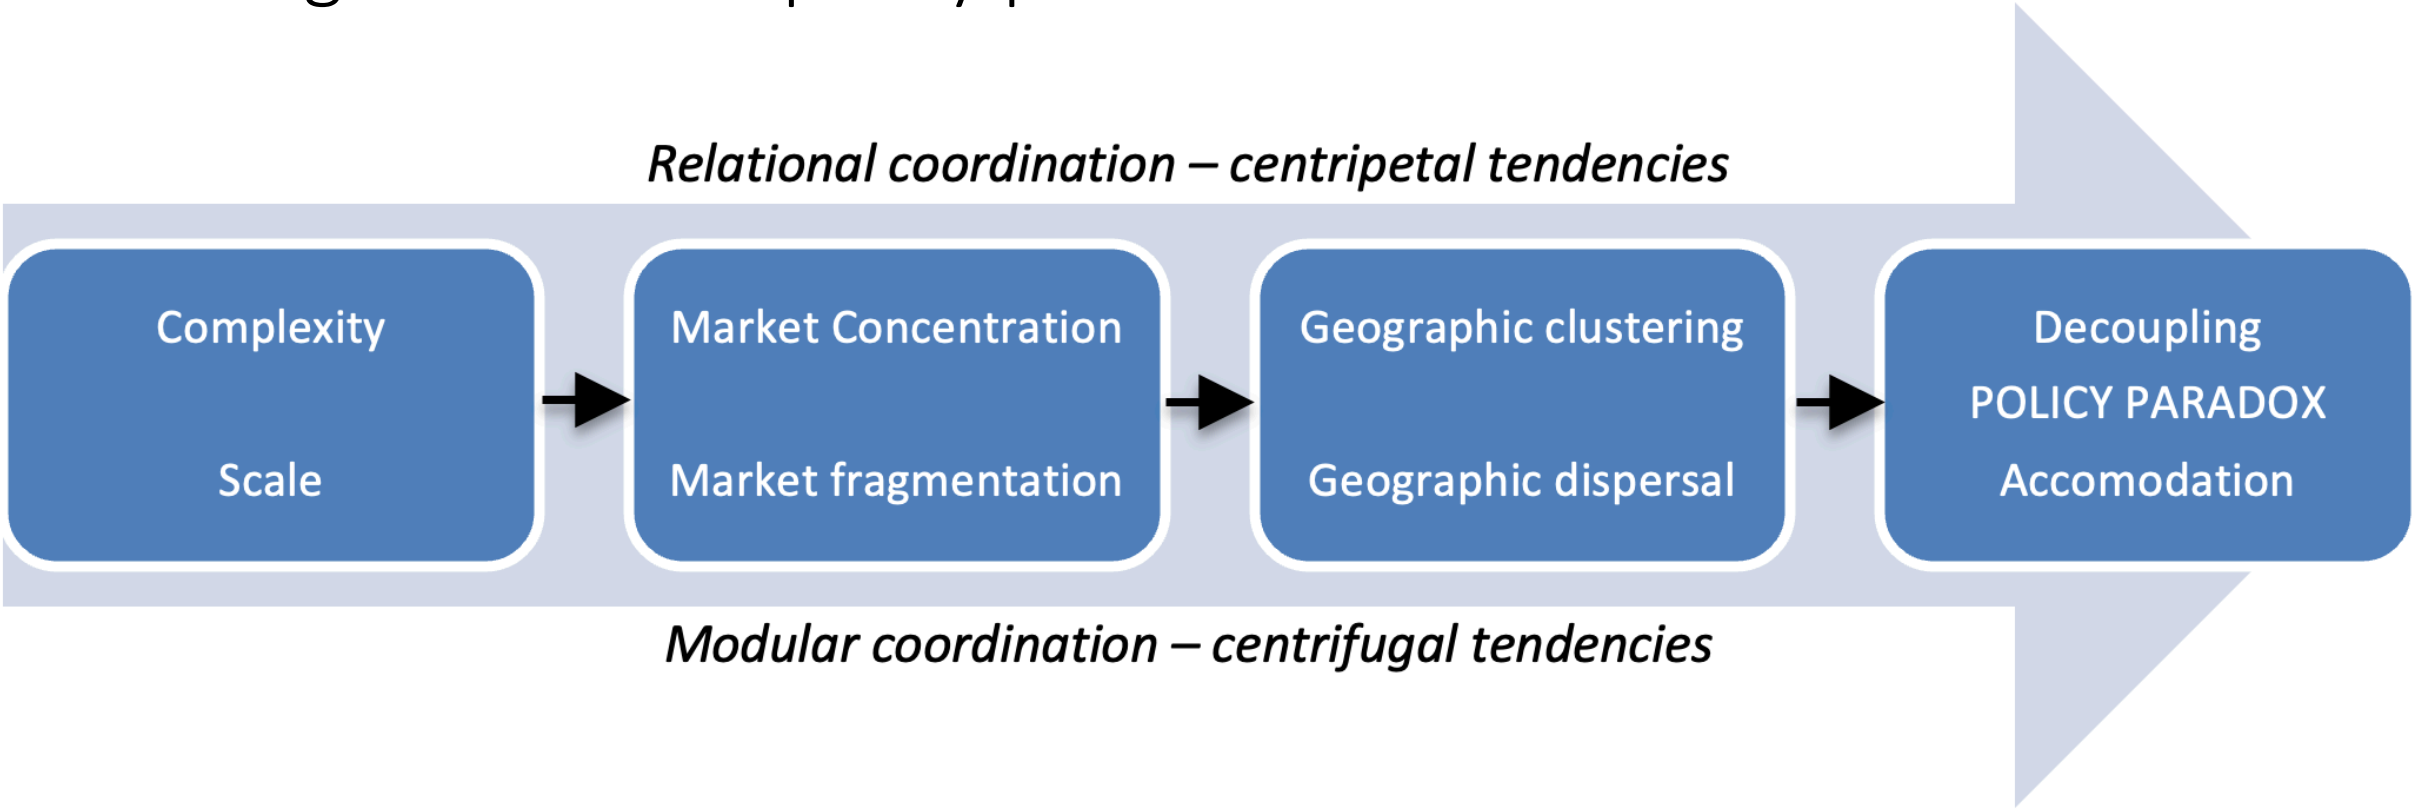 Relational coordination – centripetal tendencies
Complexity
Scale
Market Concentration
Market fragmentation
Geographic clustering
Geographic dispersal
Decoupling
POLICY PARADOX
Accomodation
Modular coordination – centrifugal tendencies